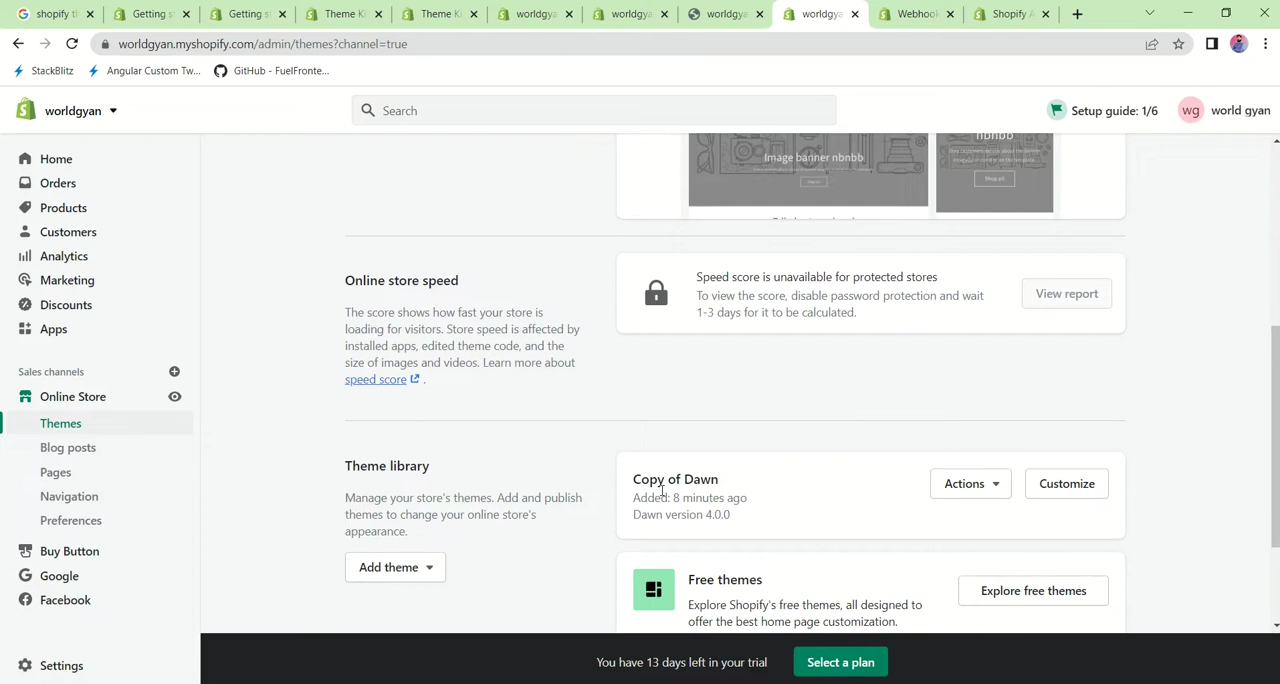 shopify th
Getting st
Getting st
Theme Ki
Theme Ki
worldgya
worldgya
worldgya
worldgya
Webhook
Shopify A
worldgyan.myshopify.com/admin/themes?channel=true
StackBlitz
Angular Custom Tw...
GitHub - FuelFronte...
worldgyan
Search
Setup guide: 1/6
wg
world gyan
Home
Orders
Products
Customers
Analytics
Marketing
Discounts
Apps
Sales channels
Online Store
Themes
Blog posts
Pages
Navigation
Preferences
Buy Button
Google
Facebook
Settings
Image banner nbnbb
nbnbb
Shop all
Online store speed
The score shows how fast your store is
loading for visitors. Store speed is affected by
installed apps, edited theme code, and the
size of images and videos. Learn more about
speed score .
Speed score is unavailable for protected stores
To view the score, disable password protection and wait
1-3 days for it to be calculated.
View report
Theme library
Manage your store's themes. Add and publish
themes to change your online store's
appearance.
Add theme
Copy of Dawn
Added: 8 minutes ago
Dawn version 4.0.0
Actions
Customize
Free themes
Explore Shopify's free themes, all designed to
offer the best home page customization.
Explore free themes
You have 13 days left in your trial
Select a plan